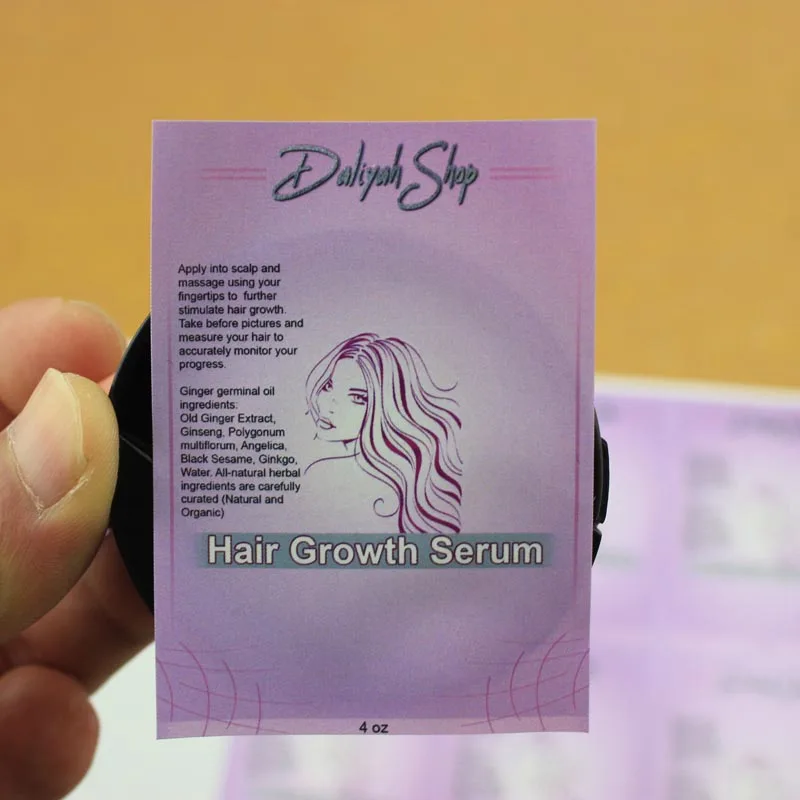 Daliyah Shop
Apply into scalp and
massage using your
fingertips to further
stimulate hair growth.
Take before pictures and
measure your hair to
accurately monitor your
progress.
Ginger germinal oil
ingredients:
Old Ginger Extract,
Ginseng, Polygonum
multiflorum, Angelica,
Black Sesame, Ginkgo,
Water. All-natural herbal
ingredients are carefully
curated (Natural and
Organic)
Hair Growth Serum
4 oz